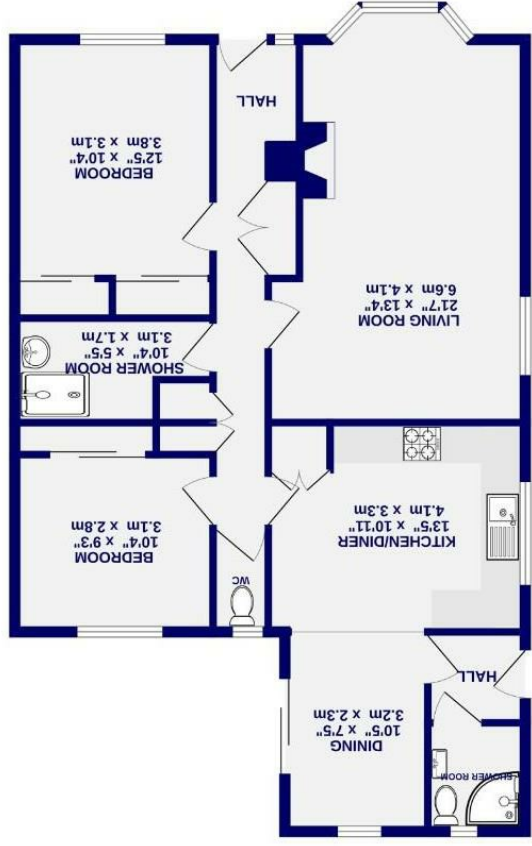 SHOWER ROOM
HALL
DINING
10'5" x 7'5"
3.2m x 2.3m
WC
KITCHEN/DINER
13'5" x 10'11"
4.1m x 3.3m
BEDROOM
10'4" x 9'3"
3.1m x 2.8m
SHOWER ROOM
10'4" x 5'5"
3.1m x 1.7m
LIVING ROOM
21'7" x 13'4"
6.6m x 4.1m
BEDROOM
12'5" x 10'4"
3.8m x 3.1m
HALL